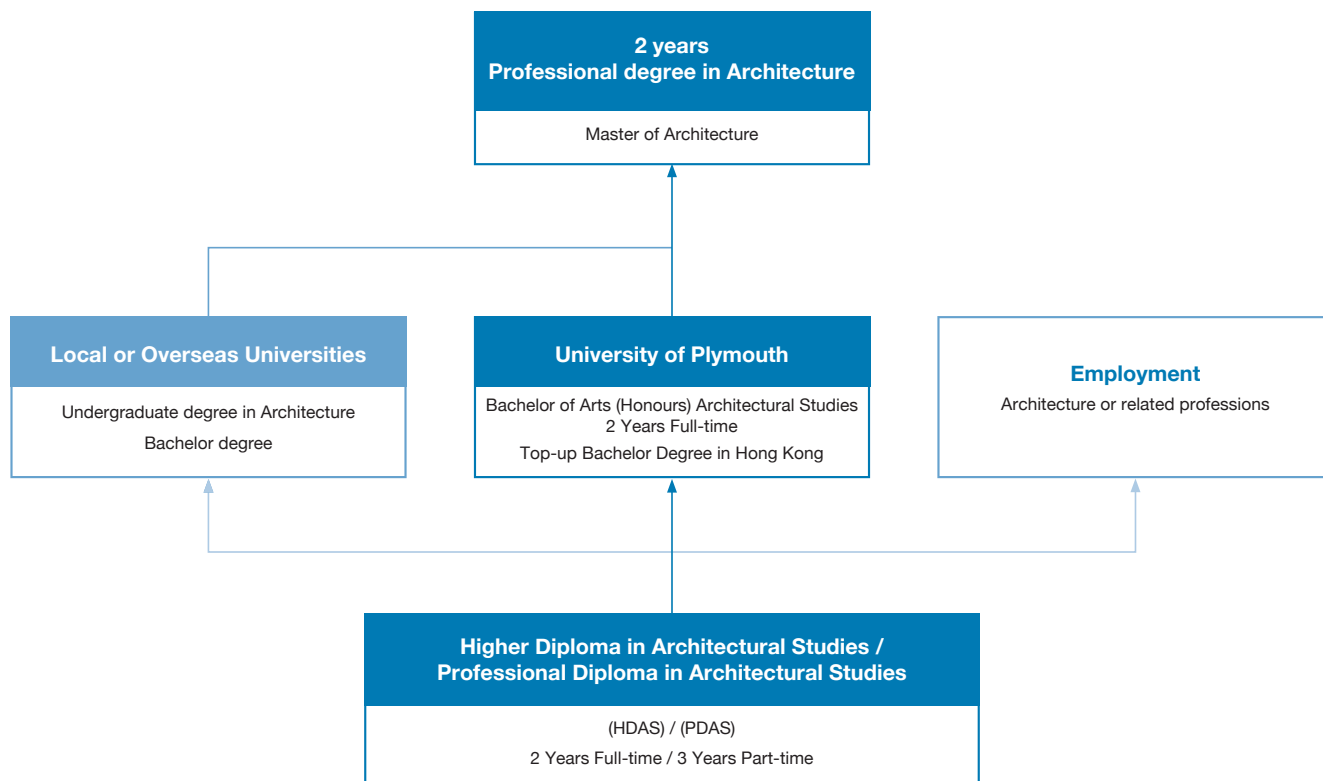 2 years
Professional degree in Architecture
Master of Architecture
Local or Overseas Universities
Undergraduate degree in Architecture
Bachelor degree
University of Plymouth
Bachelor of Arts (Honours) Architectural Studies
2 Years Full-time
Top-up Bachelor Degree in Hong Kong
Employment
Architecture or related professions
Higher Diploma in Architectural Studies /
Professional Diploma in Architectural Studies
(HDAS) / (PDAS)
2 Years Full-time / 3 Years Part-time